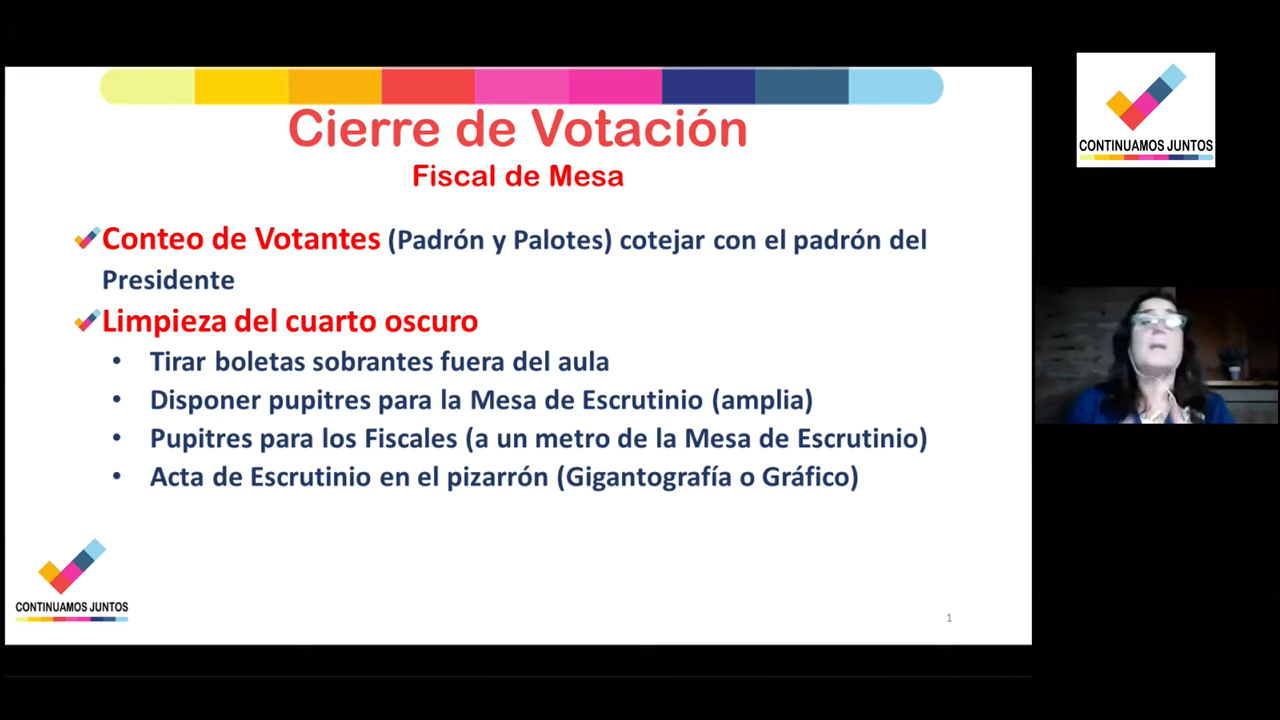 Cierre de Votación
Fiscal de Mesa
Conteo de Votantes (Padrón y Palotes) cotejar con el padrón del
Presidente
Limpieza del cuarto oscuro
• Tirar boletas sobrantes fuera del aula
• Disponer pupitres para la Mesa de Escrutinio (amplia)
• Pupitres para los Fiscales (a un metro de la Mesa de Escrutinio)
• Acta de Escrutinio en el pizarrón (Gigantografía o Gráfico)
CONTINUAMOS JUNTOS
1
CONTINUAMOS JUNTOS